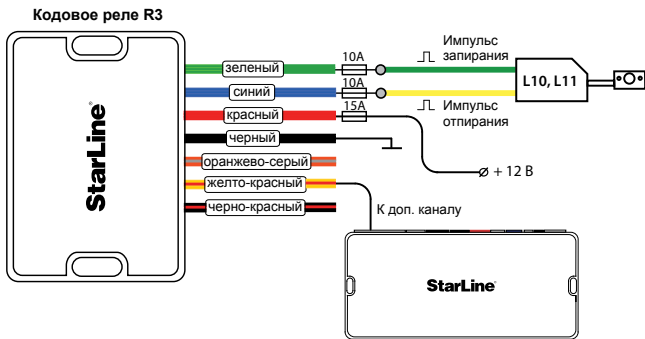 Кодовое реле R3
StarLine
зеленый
10A
Импульс
запирания
синий
10A
Импульс
отпирания
L10, L11
красный
15A
+ 12 В
черный
оранжево-серый
желто-красный
К доп. каналу
черно-красный
StarLine